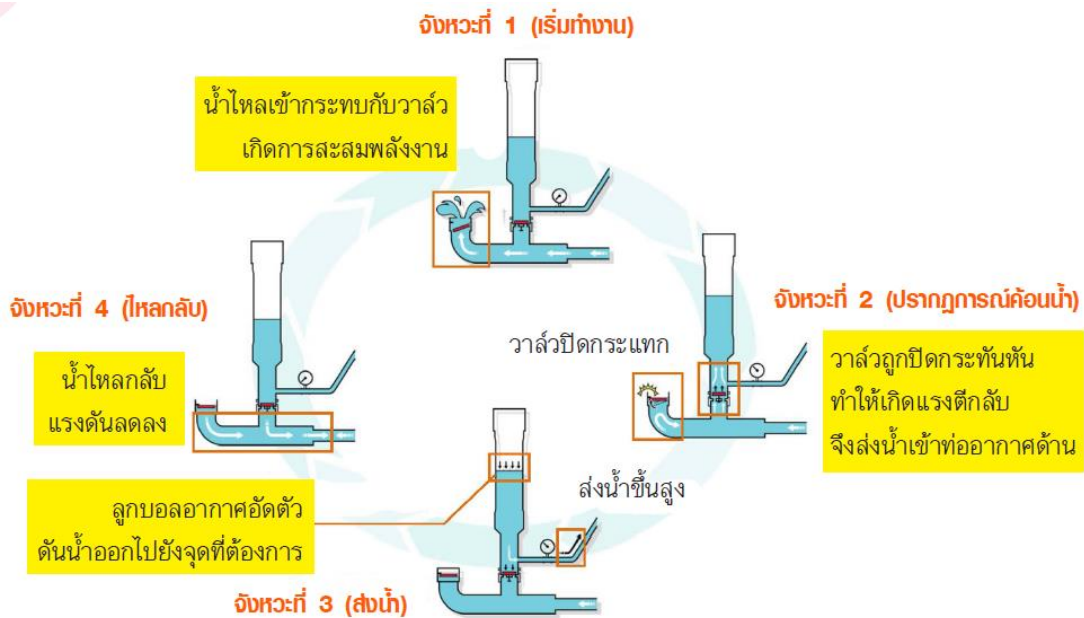 จังหวะที่ 1 (เริ่มทำงาน)
น้ำไหลเข้ากระทบกับวาล์ว
เกิดการสะสมพลังงาน
จังหวะที่ 2 (ปรากฏการณ์ค้อนน้ำ)
วาล์วปิดกระแทก
วาล์วถูกปิดกระทันหัน
ทำให้เกิดแรงตีกลับ
จึงส่งน้ำเข้าท่ออากาศด้าน
จังหวะที่ 4 (ไหลกลับ)
น้ำไหลกลับ
แรงดันลดลง
ส่งน้ำขึ้นสูง
ลูกบอลอากาศอัดตัว
ดันน้ำออกไปยังจุดที่ต้องการ
จังหวะที่ 3 (ส่งน้ำ)